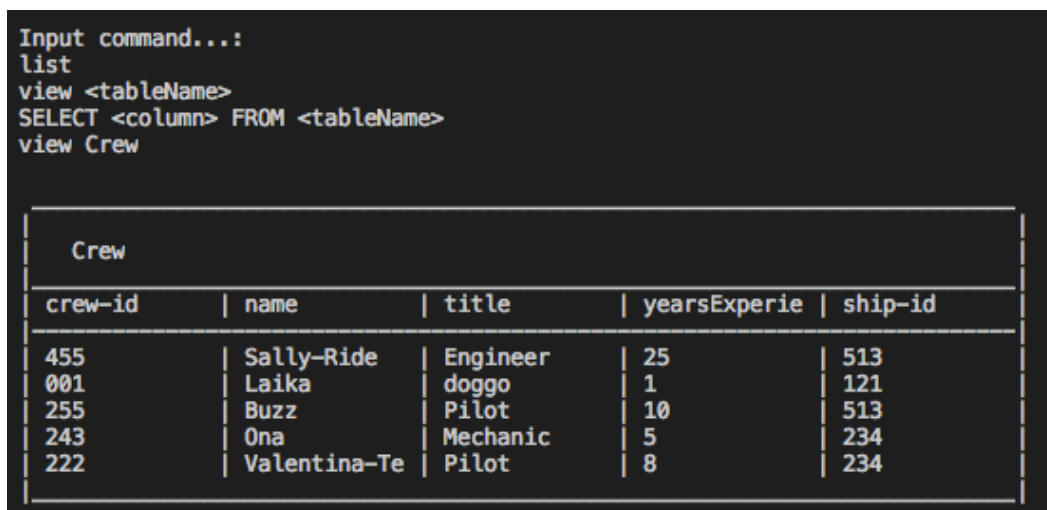 Input command...:
list
view <tableName>
SELECT <column> FROM <tableName>
view Crew
Crew
| crew-id | name | title | yearsExperie | ship-id |
| 455 | Sally-Ride | Engineer | 25 | 513 |
| 001 | Laika | doggo | 1 | 121 |
| 255 | Buzz | Pilot | 10 | 513 |
| 243 | Ona | Mechanic | 5 | 234 |
| 222 | Valentina-Te | Pilot | 8 | 234 |